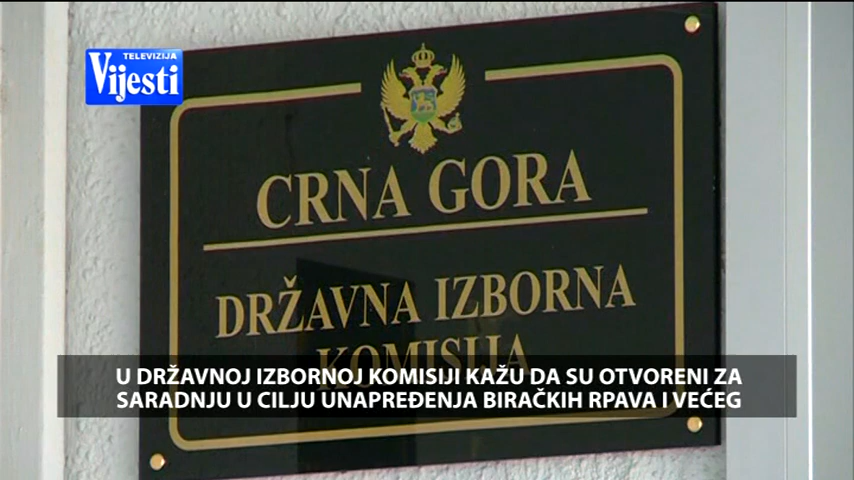 TELEVIZIJA
Vijesti
CRNA GORA
DRŽAVNA IZBORNA
KOMISIJA
U DRŽAVNOJ IZBORNOJ KOMISIJI KAŽU DA SU OTVORENI ZA
SARADNJU U CILJU UNAPREĐENJA BIRAČKIH RPAVA I VEĆEG